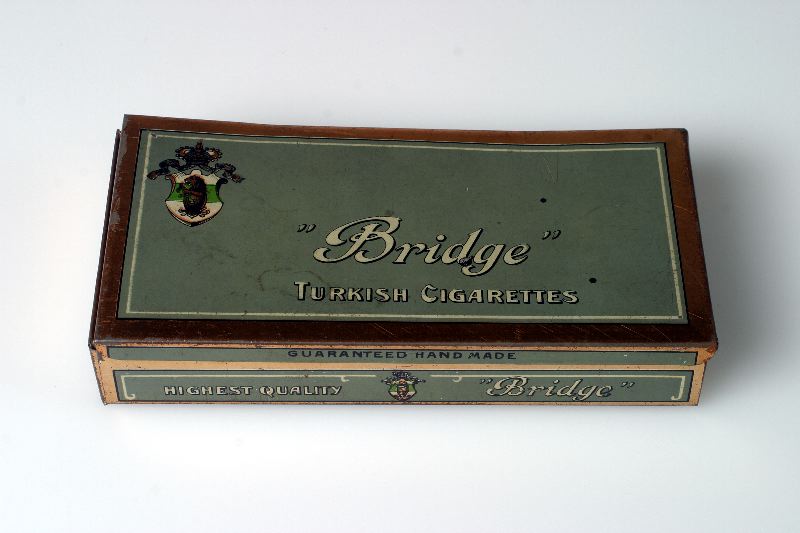 "Bridge"
TURKISH CIGARETTES
GUARANTEED HAND MADE
HIGHEST·QUALITY "Bridge"